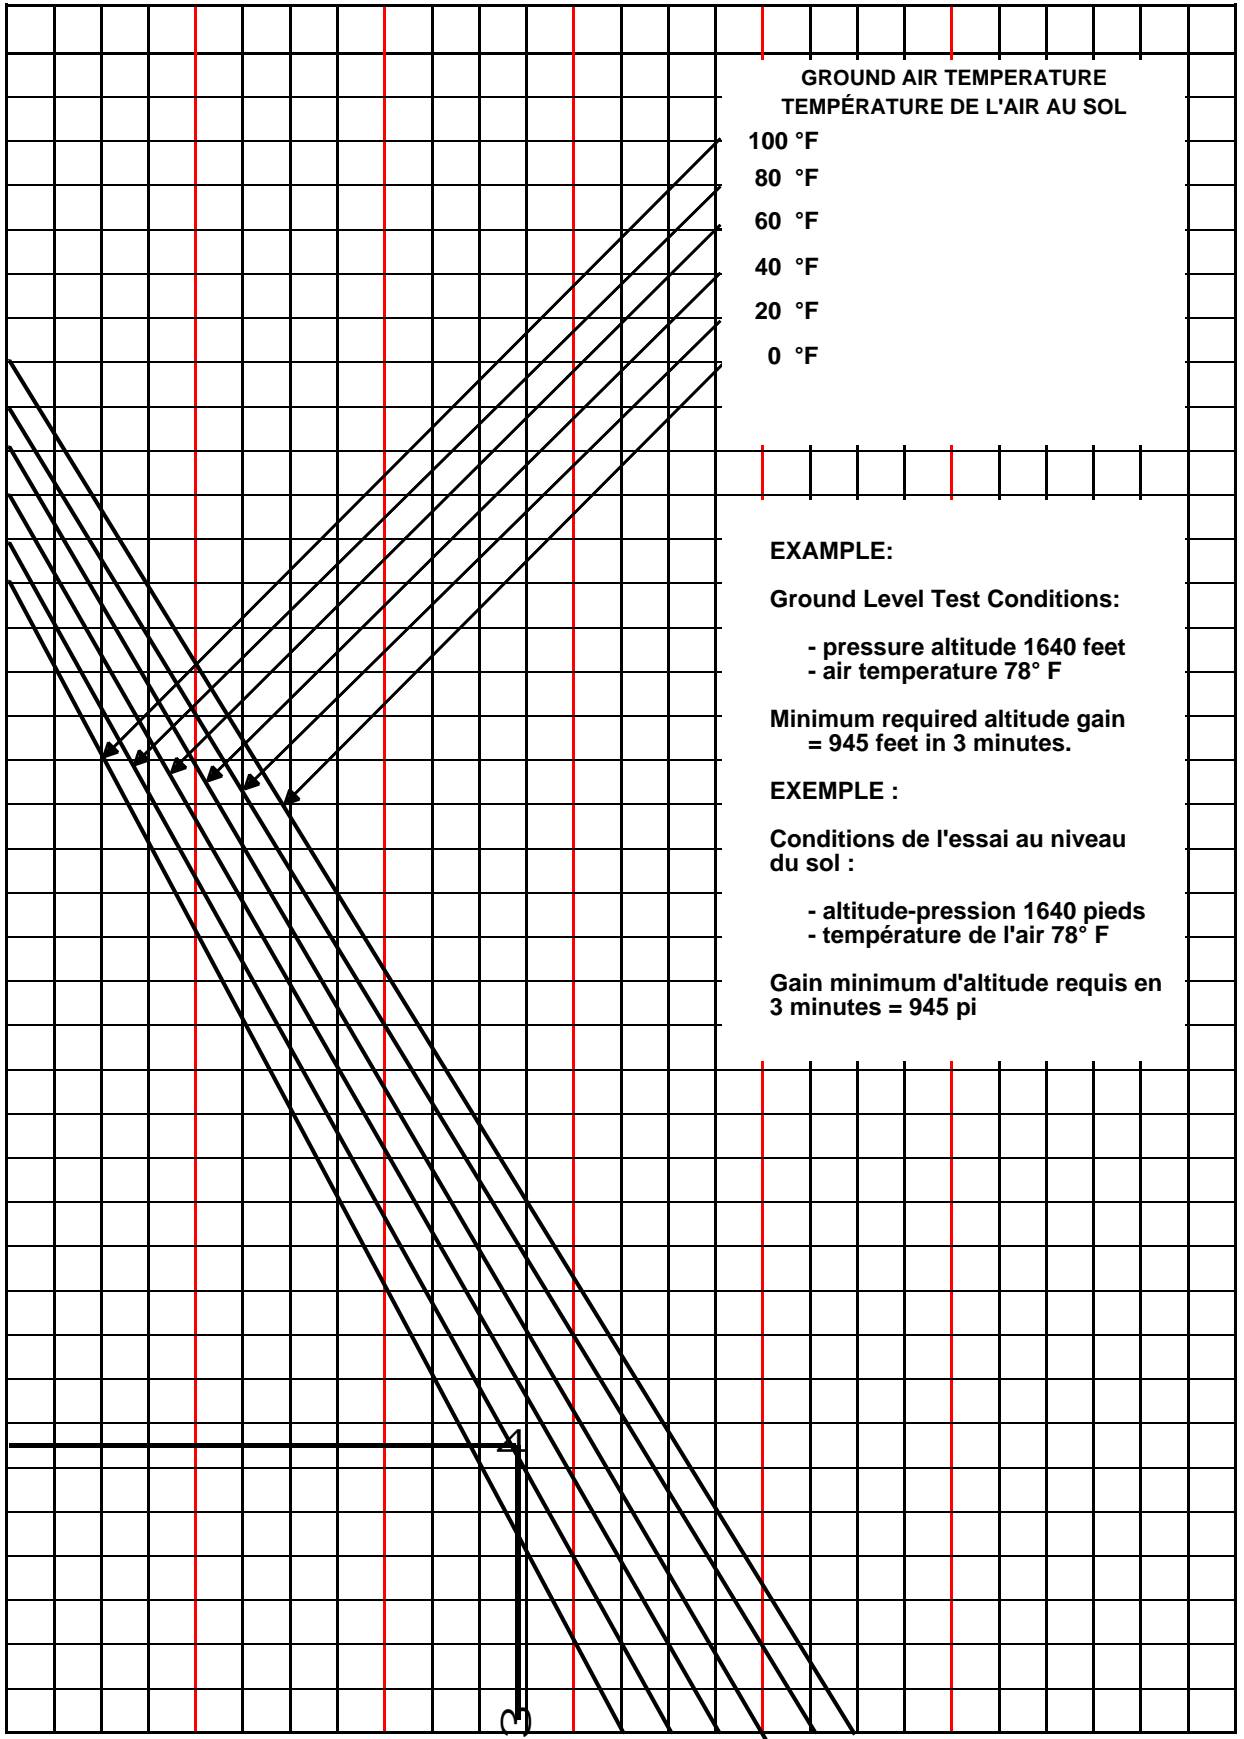 GROUND AIR TEMPERATURE
TEMPÉRATURE DE L'AIR AU SOL
100 °F
80 °F
60 °F
40 °F
20 °F
0 °F
EXAMPLE:
Ground Level Test Conditions:
- pressure altitude 1640 feet
- air temperature 78° F
Minimum required altitude gain
= 945 feet in 3 minutes.
EXEMPLE :
Conditions de l'essai au niveau
du sol :
- altitude-pression 1640 pieds
- température de l'air 78° F
Gain minimum d'altitude requis en
3 minutes = 945 pi
4
3